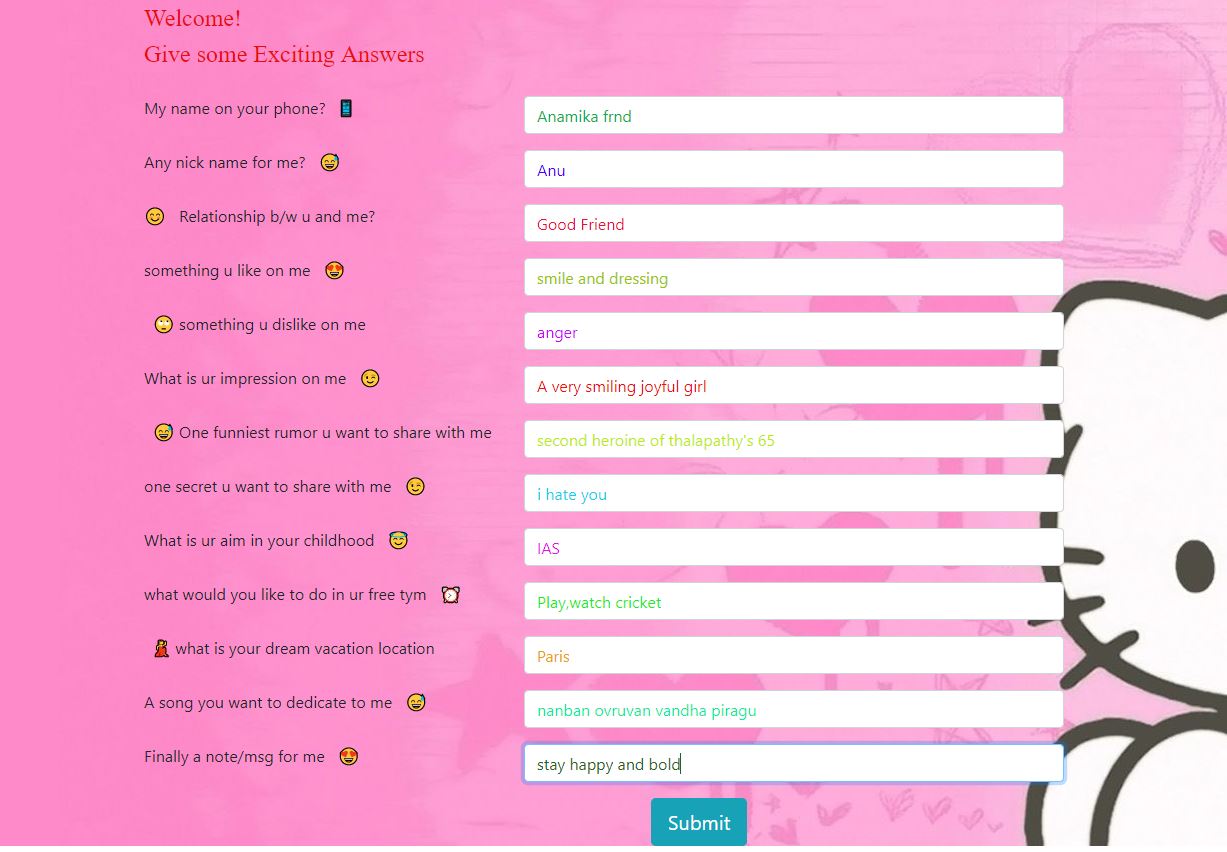 Welcome!
Give some Exciting Answers
My name on your phone? 📱 Anamika frnd
Any nick name for me? 😅 Anu
😊 Relationship b/w u and me? Good Friend
something u like on me 😍 smile and dressing
🙄 something u dislike on me anger
What is ur impression on me 😉 A very smiling joyful girl
😅 One funniest rumor u want to share with me second heroine of thalapathy's 65
one secret u want to share with me 😉 i hate you
What is ur aim in your childhood 😇 IAS
what would you like to do in ur free tym ⏰ Play,watch cricket
💃 what is your dream vacation location Paris
A song you want to dedicate to me 😅 nanban ovruvan vandha piragu
Finally a note/msg for me 😍 stay happy and bold
Submit